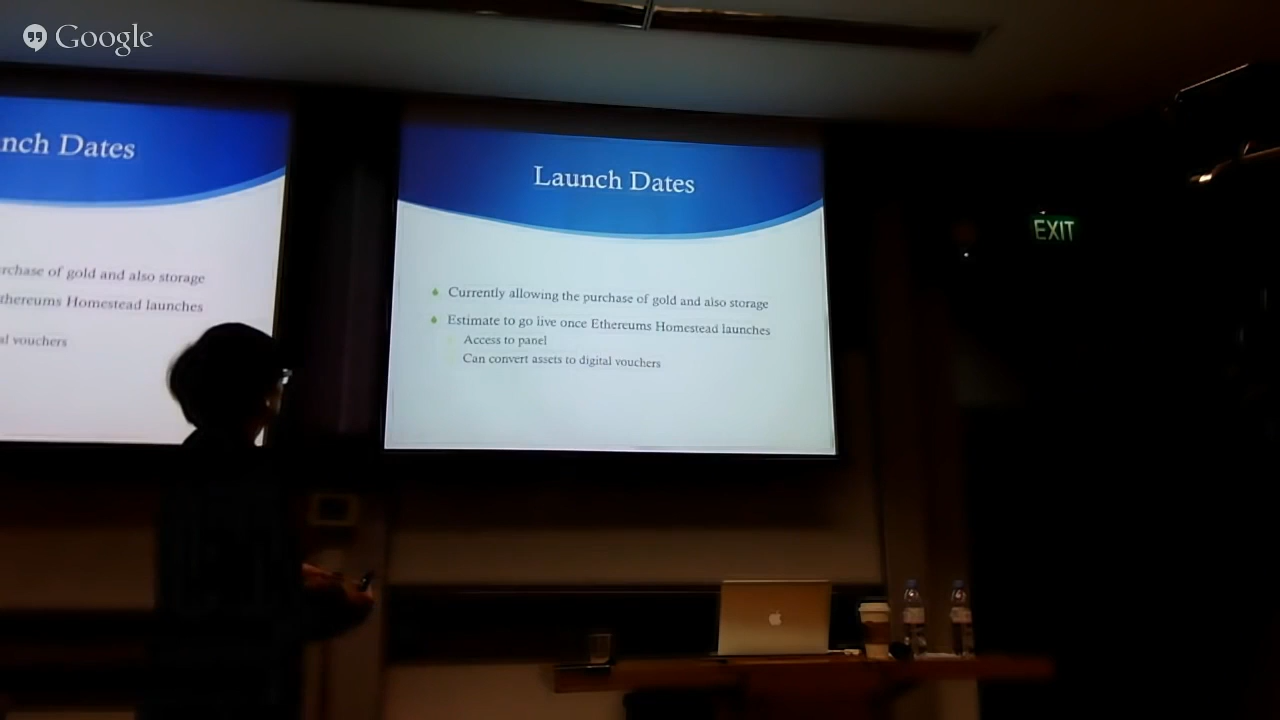 Google
nch Dates
rchase of gold and also storage
thereums Homestead launches
al vouchers
Launch Dates
Currently allowing the purchase of gold and also storage
Estimate to go live once Ethereums Homestead launches
Access to panel
Can convert assets to digital vouchers
EXIT